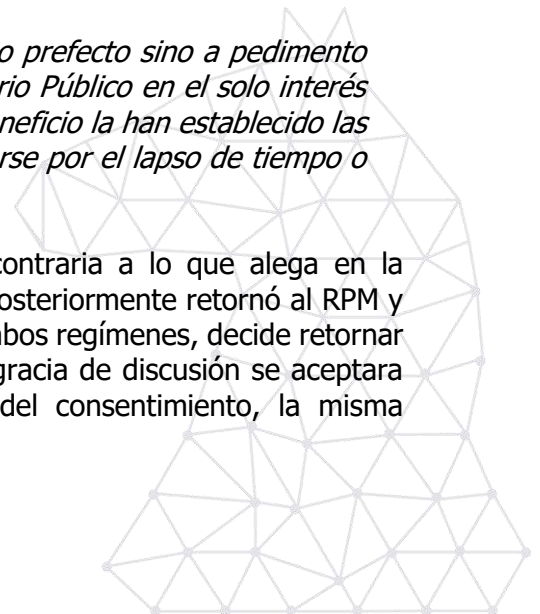 o prefecto sino a pedimento
rio Público en el solo interés
neficio la han establecido las
rse por el lapso de tiempo o
contraria a lo que alega en la
posteriormente retornó al RPM y
mbos regímenes, decide retornar
gracia de discusión se aceptara
del consentimiento, la misma